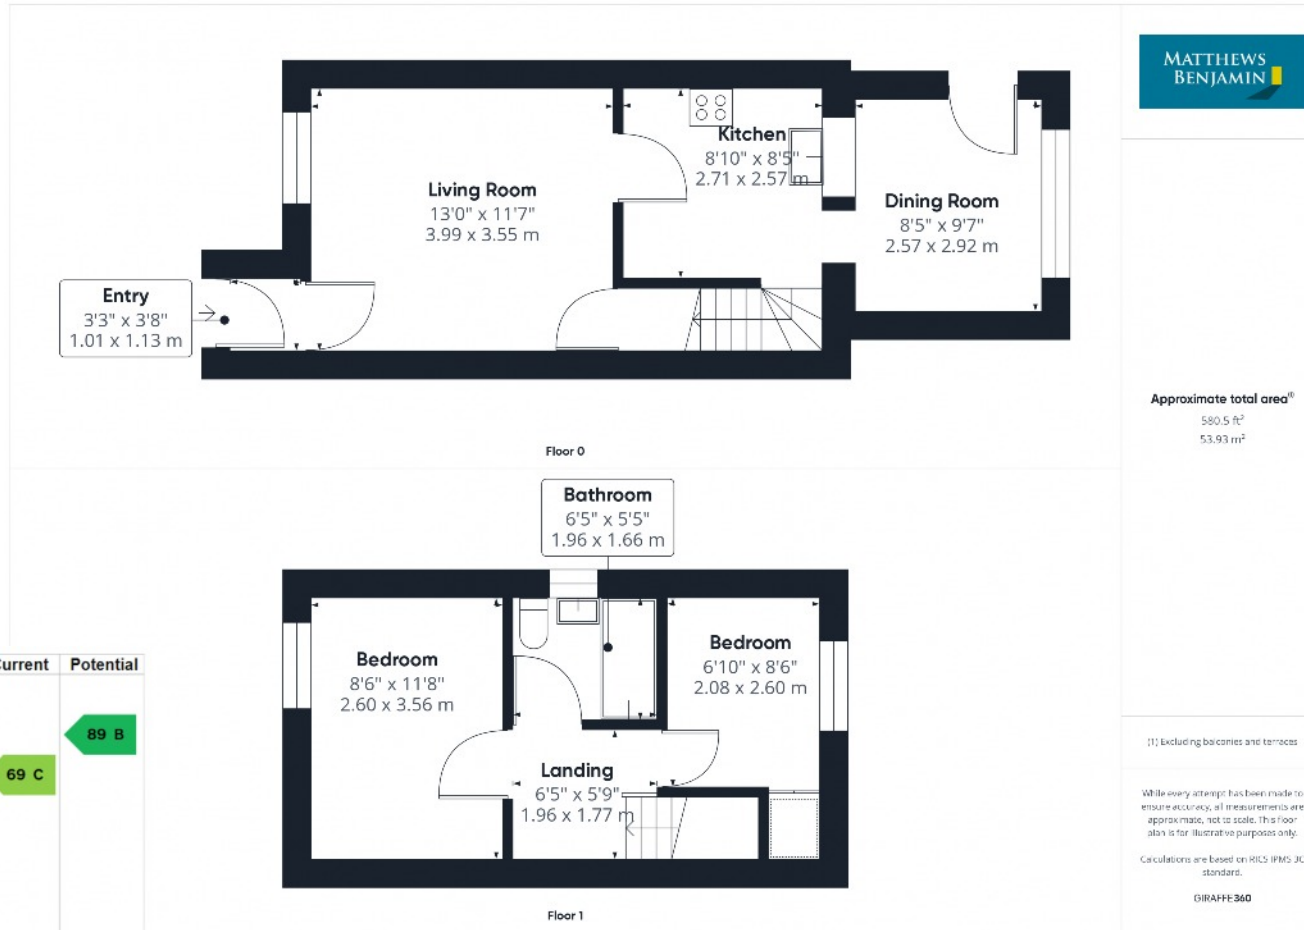 MATTHEWS
BENJAMIN
Living Room
13'0" x 11'7"
3.99 x 3.55 m
Kitchen
8'10" x 8'5"
2.71 x 2.57 m
Dining Room
8'5" x 9'7"
2.57 x 2.92 m
Entry
3'3" x 3'8"
1.01 x 1.13 m
Floor 0
Approximate total area(1)
580.5 ft²
53.93 m²
Bathroom
6'5" x 5'5"
1.96 x 1.66 m
Bedroom
8'6" x 11'8"
2.60 x 3.56 m
Bedroom
6'10" x 8'6"
2.08 x 2.60 m
Landing
6'5" x 5'9"
1.96 x 1.77 m
Floor 1
Current Potential
89 B
69 C
(1) Excluding balconies and terraces
While every attempt has been made to
ensure accuracy, all measurements are
approximate, not to scale. This floor
plan is for illustrative purposes only.
Calculations are based on RICS IPMS 3C
standard.
GIRAFFE360